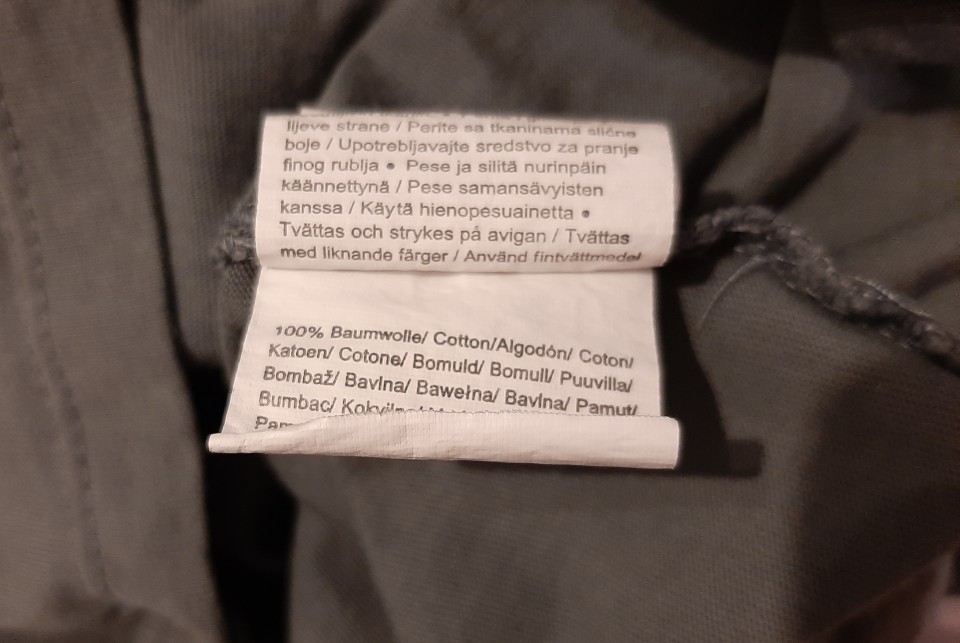 lijeve strane / Perite sa tkaninama slične
boje / Upotrebljavajte sredstvo za pranje
finog rublja • Pese ja silitä nurinpäin
käännettynä / Pese samansävyisten
kanssa / Käytä hienopesuainetta •
Tvättas och strykes på avigan / Tvättas
med liknande färger / Använd fintvättmedel
100% Baumwolle/ Cotton/Algodón/ Coton/
Katoen/ Cotone/ Bomuld/ Bomull/ Puuvilla/
Bombaž/ Bavlna/ Bawełna/ Bavlna/ Pamut/
Bumbac/